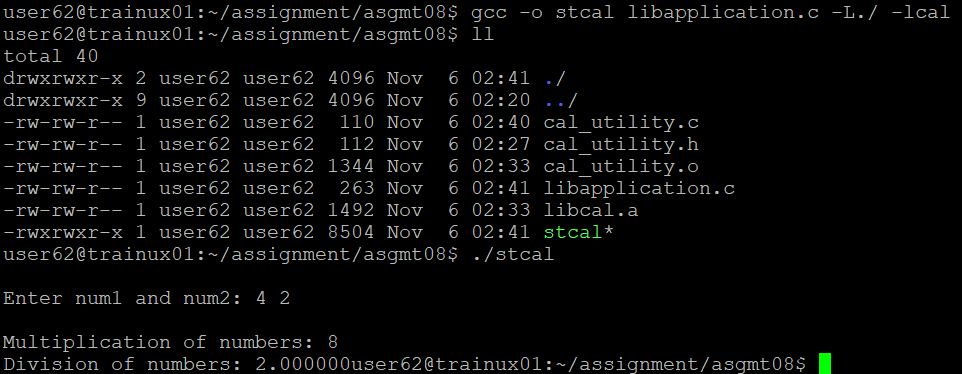 user62@trainux01:~/assignment/asgmt08$ gcc -o stcal libapplication.c -L./ -lcal
user62@trainux01:~/assignment/asgmt08$ ll
total 40
drwxrwxr-x 2 user62 user62 4096 Nov  6 02:41 ./
drwxrwxr-x 9 user62 user62 4096 Nov  6 02:20 ../
-rw-rw-r-- 1 user62 user62  110 Nov  6 02:40 cal_utility.c
-rw-rw-r-- 1 user62 user62  112 Nov  6 02:27 cal_utility.h
-rw-rw-r-- 1 user62 user62 1344 Nov  6 02:33 cal_utility.o
-rw-rw-r-- 1 user62 user62  263 Nov  6 02:41 libapplication.c
-rw-rw-r-- 1 user62 user62 1492 Nov  6 02:33 libcal.a
-rwxrwxr-x 1 user62 user62 8504 Nov  6 02:41 stcal*
user62@trainux01:~/assignment/asgmt08$ ./stcal
Enter num1 and num2: 4 2
Multiplication of numbers: 8
Division of numbers: 2.000000user62@trainux01:~/assignment/asgmt08$